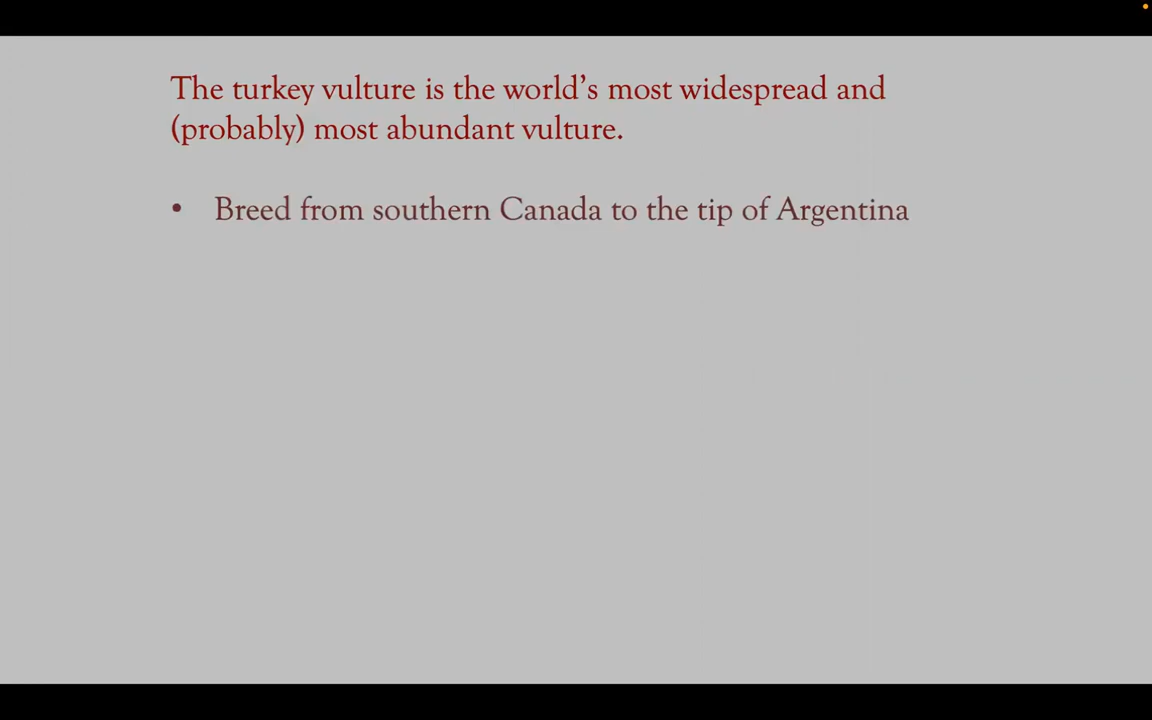 The turkey vulture is the world’s most widespread and
(probably) most abundant vulture.
• Breed from southern Canada to the tip of Argentina